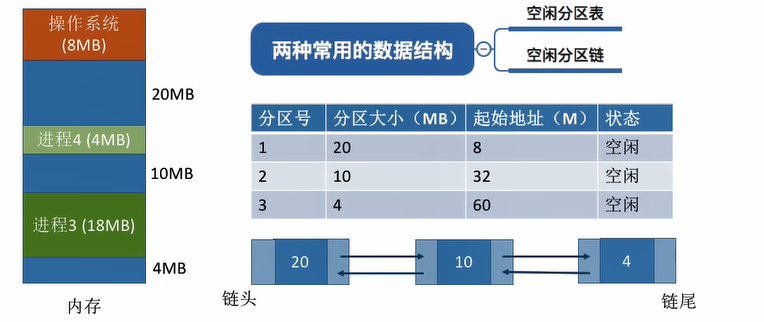 操作系统
(8MB)
20MB
进程4 (4MB)
10MB
进程3 (18MB)
4MB
内存
两种常用的数据结构
空闲分区表
空闲分区链
分区号 分区大小（MB） 起始地址（M） 状态
1 20 8 空闲
2 10 32 空闲
3 4 60 空闲
20 10 4
链头 链尾